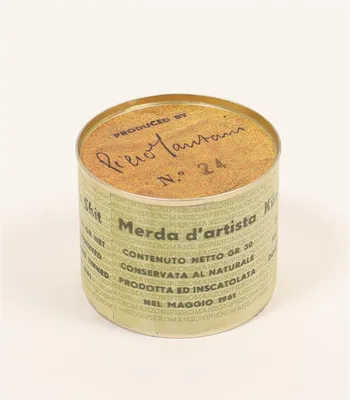 PRODUCED BY
Piero Manzoni
N.º 24
Merda d'artista
CONTENUTO NETTO GR 30
CONSERVATA AL NATURALE
PRODOTTA ED INSCATOLATA
NEL MAGGIO 1961
Shit